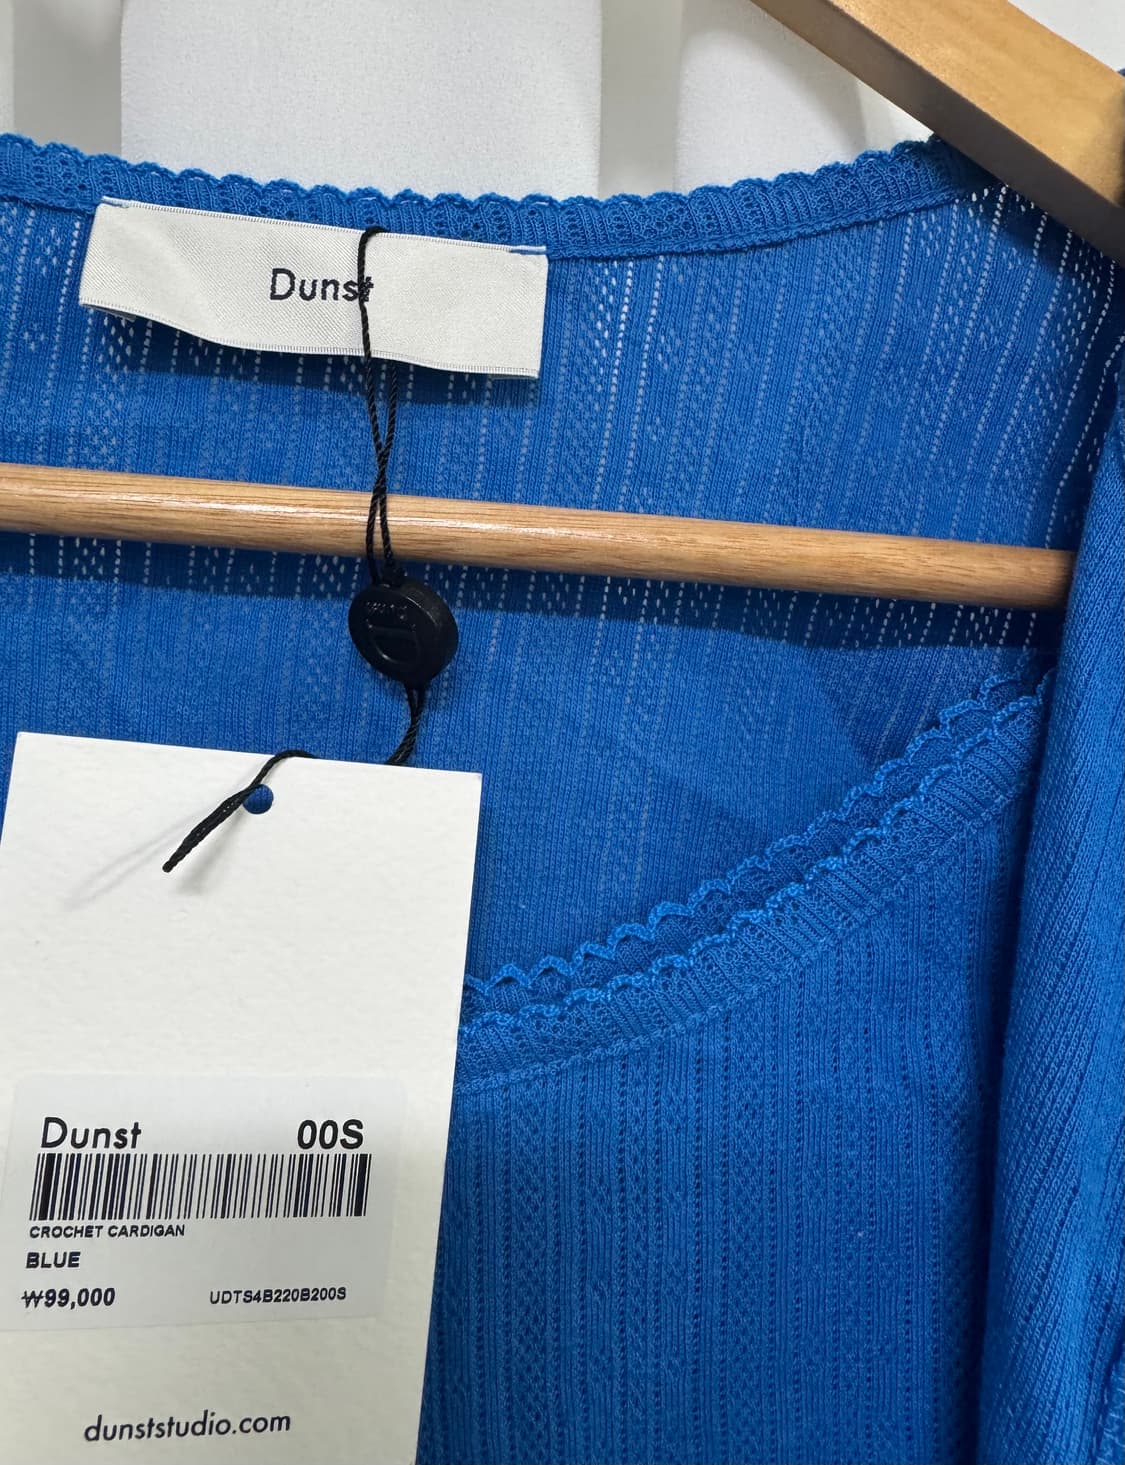 Dunst
Dunst 00S
CROCHET CARDIGAN
BLUE
₩99,000 UDTS4B220B200S
dunststudio.com